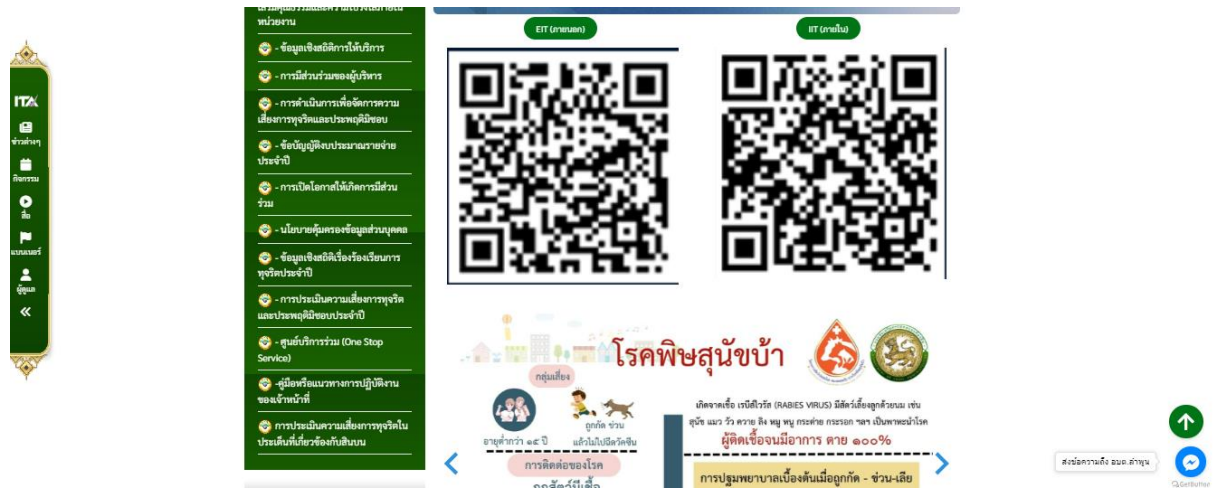 หน่วยงาน
- ข้อมูลเชิงสถิติการให้บริการ
- การมีส่วนร่วมของผู้บริหาร
- การดำเนินการเพื่อจัดการความ
เสี่ยงการทุจริตและประพฤติมิชอบ
- ข้อบัญญัติงบประมาณรายจ่าย
ประจำปี
- การเปิดโอกาสให้เกิดการมีส่วน
ร่วม
- นโยบายคุ้มครองข้อมูลส่วนบุคคล
- ข้อมูลเชิงสถิติเรื่องร้องเรียนการ
ทุจริตประจำปี
- การประเมินความเสี่ยงการทุจริต
และประพฤติมิชอบประจำปี
- ศูนย์บริการร่วม (One Stop
Service)
-คู่มือหรือแนวทางการปฏิบัติงาน
ของเจ้าหน้าที่
การประเมินความเสี่ยงการทุจริตใน
ประเด็นที่เกี่ยวข้องกับสินบน
ITA
ข่าวต่างๆ
กิจกรรม
สื่อ
แบนเนอร์
ผู้ดูแล
EIT (ภายนอก)
IIT (ภายใน)
โรคพิษสุนัขบ้า
กลุ่มเสี่ยง
ถูกกัด ข่วน
อายุต่ำกว่า ๑๕ ปี
แล้วไม่ไปฉีดวัคซีน
การติดต่อของโรค
ถูกสัตว์มีเชื้อ
เกิดจากเชื้อ เรบีส์ไวรัส (RABIES VIRUS) มีสัตว์เลี้ยงลูกด้วยนม เช่น
สุนัข แมว วัว ควาย ลิง หมู หนู กระต่าย กระรอก ฯลฯ เป็นพาหะนำโรค
ผู้ติดเชื้อจนมีอาการ ตาย ๑๐๐%
การปฐมพยาบาลเบื้องต้นเมื่อถูกกัด - ข่วน-เลีย
ส่งข้อความถึง อบต.ลำพูน
GetButton